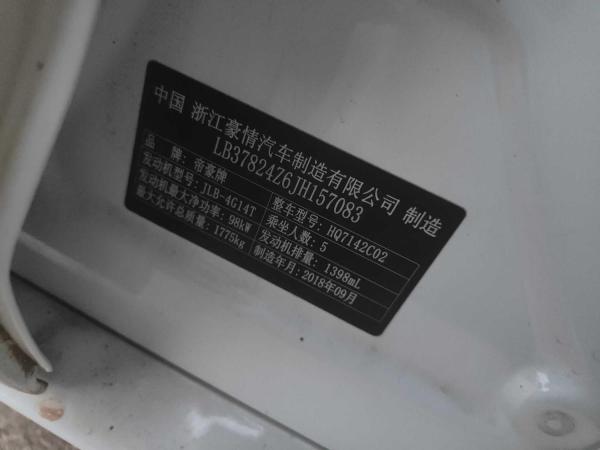 中国 浙江豪情汽车制造有限公司 制造
LB37824Z6JH157083
品 牌: 帝豪牌 整车型号: HQ7142C02
发动机型号: JLB-4G14T 乘坐人数: 5
发动机最大净功率: 98kW 发动机排量: 1398mL
最大允许总质量: 1775kg 制造年月: 2018年09月